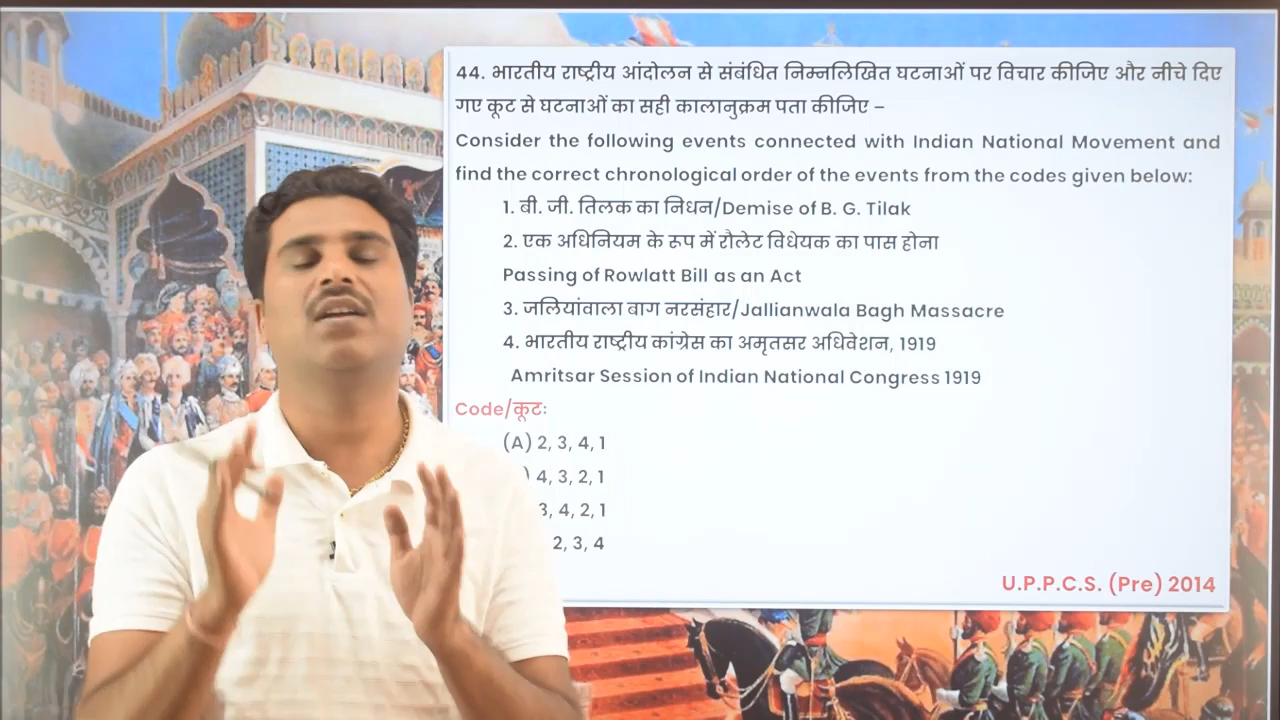 44. भारतीय राष्ट्रीय आंदोलन से संबंधित निम्नलिखित घटनाओं पर विचार कीजिए और नीचे दिए
गए कूट से घटनाओं का सही कालानुक्रम पता कीजिए –
Consider the following events connected with Indian National Movement and
find the correct chronological order of the events from the codes given below:
1. बी. जी. तिलक का निधन/Demise of B. G. Tilak
2. एक अधिनियम के रूप में रौलेट विधेयक का पास होना
Passing of Rowlatt Bill as an Act
3. जलियांवाला बाग नरसंहार/Jallianwala Bagh Massacre
4. भारतीय राष्ट्रीय कांग्रेस का अमृतसर अधिवेशन, 1919
Amritsar Session of Indian National Congress 1919
Code/कूटः
(A) 2, 3, 4, 1
) 4, 3, 2, 1
3, 4, 2, 1
2, 3, 4
U.P.P.C.S. (Pre) 2014